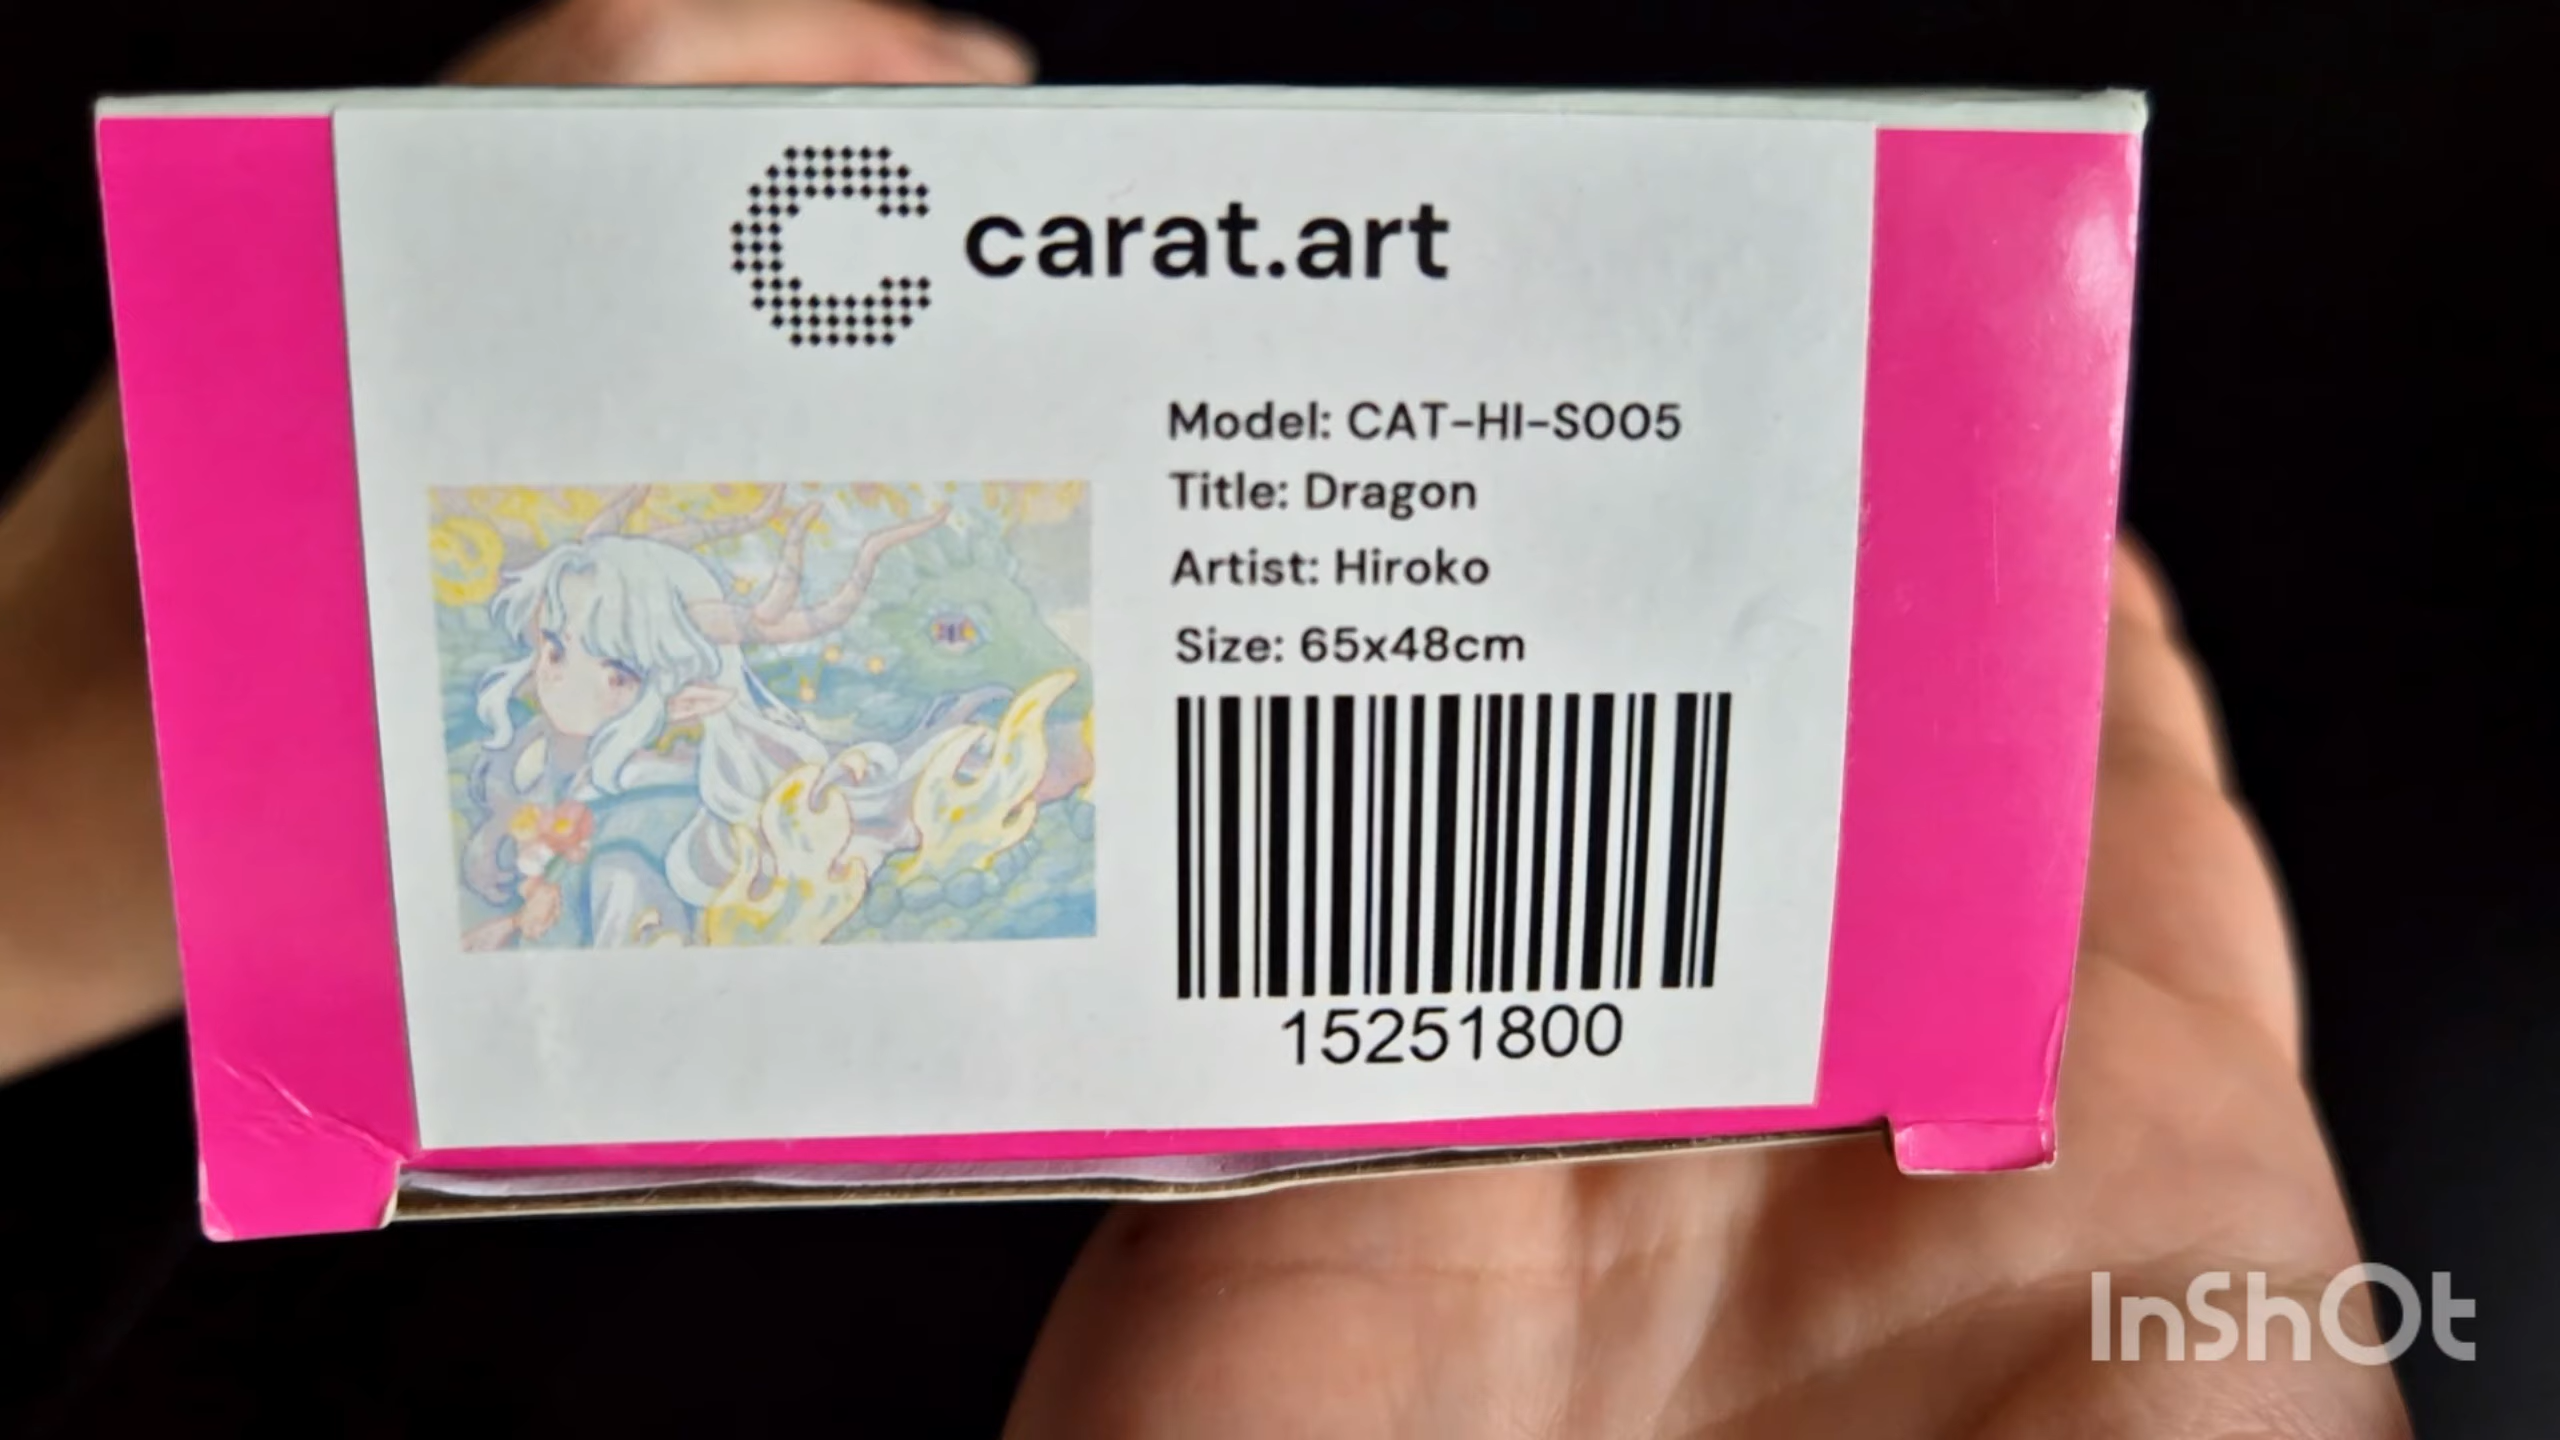 carat.art
Model: CAT-HI-S005
Title: Dragon
Artist: Hiroko
Size: 65x48cm
15251800
InShOt